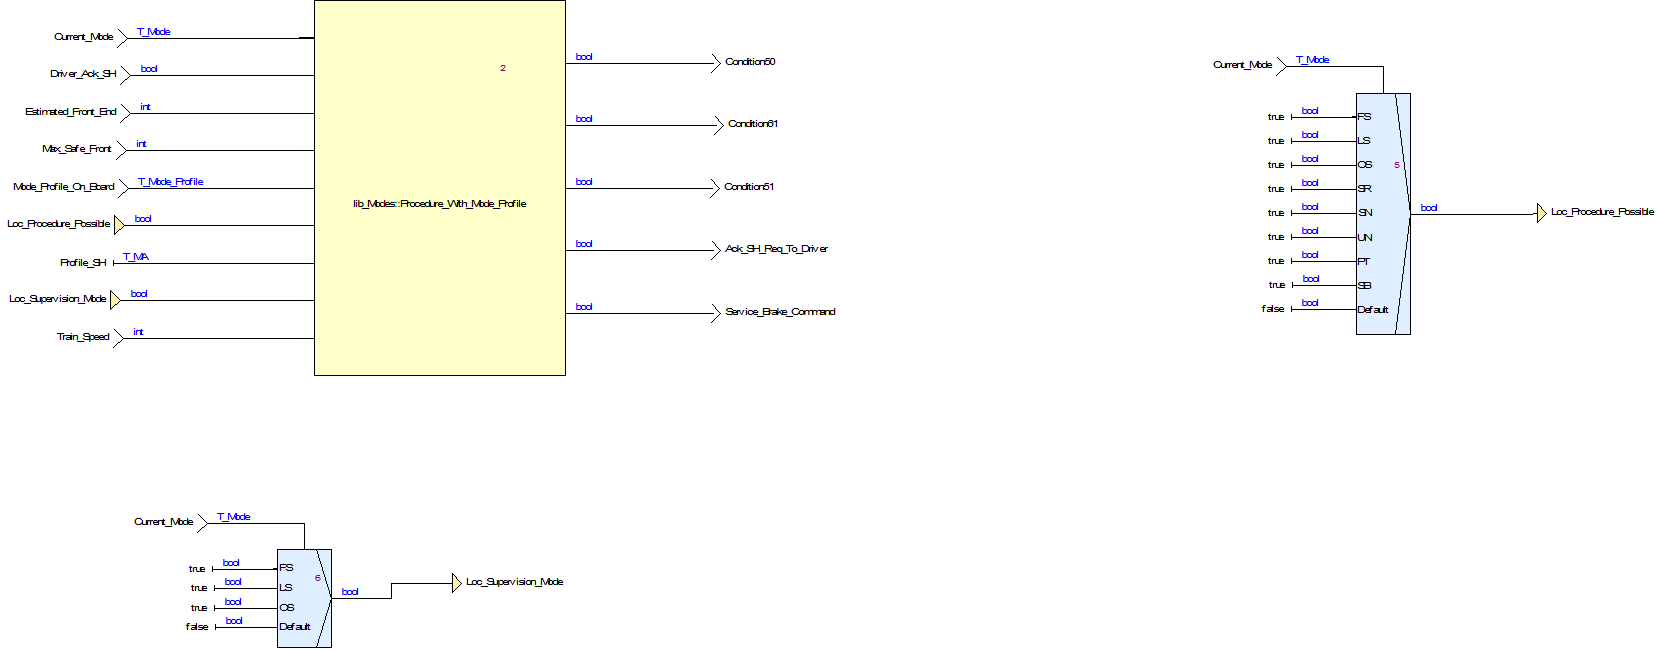 Current_Mode T_Mode
Driver_Ack_SH bool
Estimated_Front_End int
Max_Safe_Front int
Mode_Profile_On_Board T_Mode_Profile
Loc_Procedure_Possible bool
Profile_SH T_MA
Loc_Supervision_Mode bool
Train_Speed int
2
lib_Modes::Procedure_With_Mode_Profile
bool Condition50
bool Condition61
bool Condition51
bool Ack_SH_Req_To_Driver
bool Service_Brake_Command
Current_Mode T_Mode
true bool FS
true bool LS
true bool OS
true bool SR
true bool SN
true bool UN
true bool PT
true bool SB
false bool Default
5
bool Loc_Procedure_Possible
Current_Mode T_Mode
true bool FS
true bool LS
true bool OS
false bool Default
6
bool Loc_Supervision_Mode